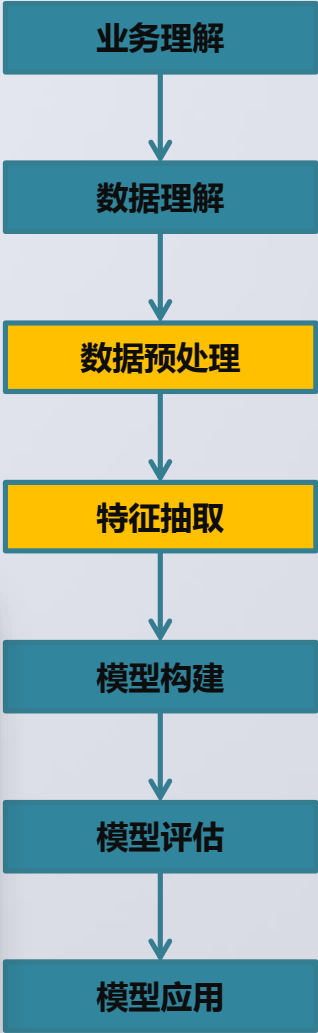 业务理解
数据理解
数据预处理
特征抽取
模型构建
模型评估
模型应用